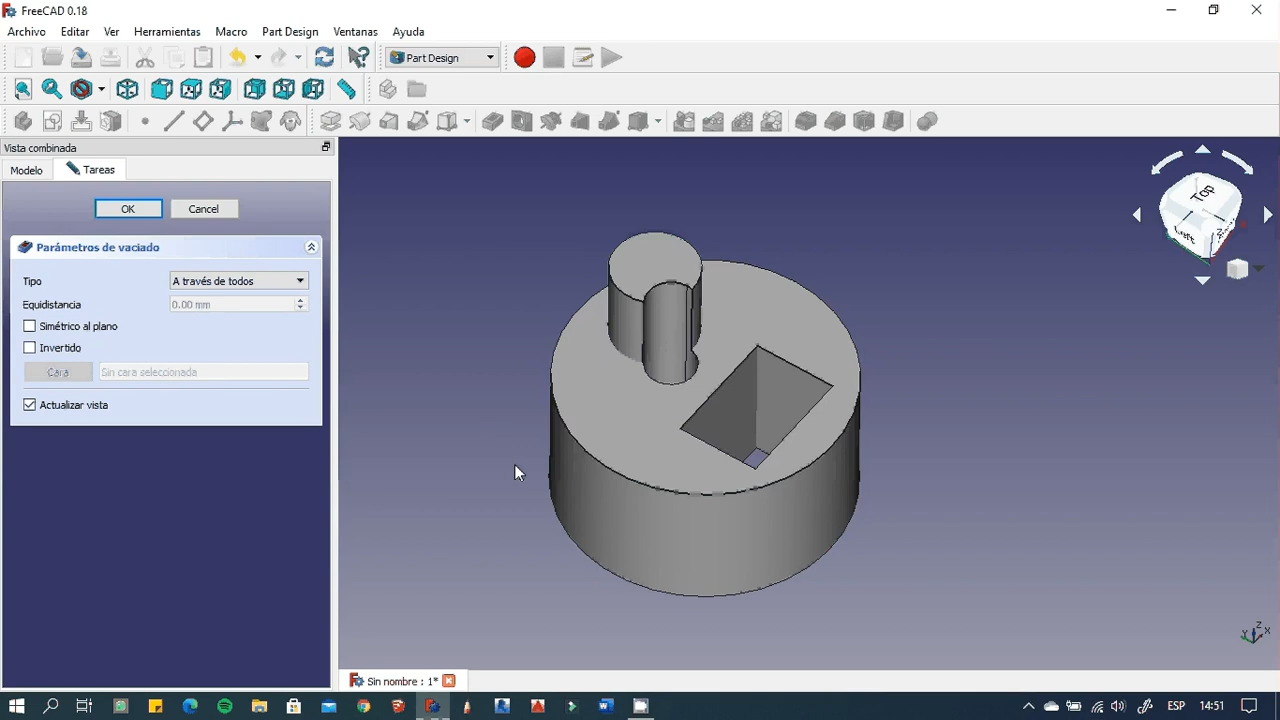 FreeCAD 0.18
Archivo Editar Ver Herramientas Macro Part Design Ventanas Ayuda
Part Design
Vista combinada
Modelo Tareas
OK Cancel
Parámetros de vaciado
Tipo A través de todos
Equidistancia 0.00 mm
Simétrico al plano
Invertido
Cara Sin cara seleccionada
Actualizar vista
Top
Left
Z
Y Z X
Sin nombre : 1*
ESP 14:51